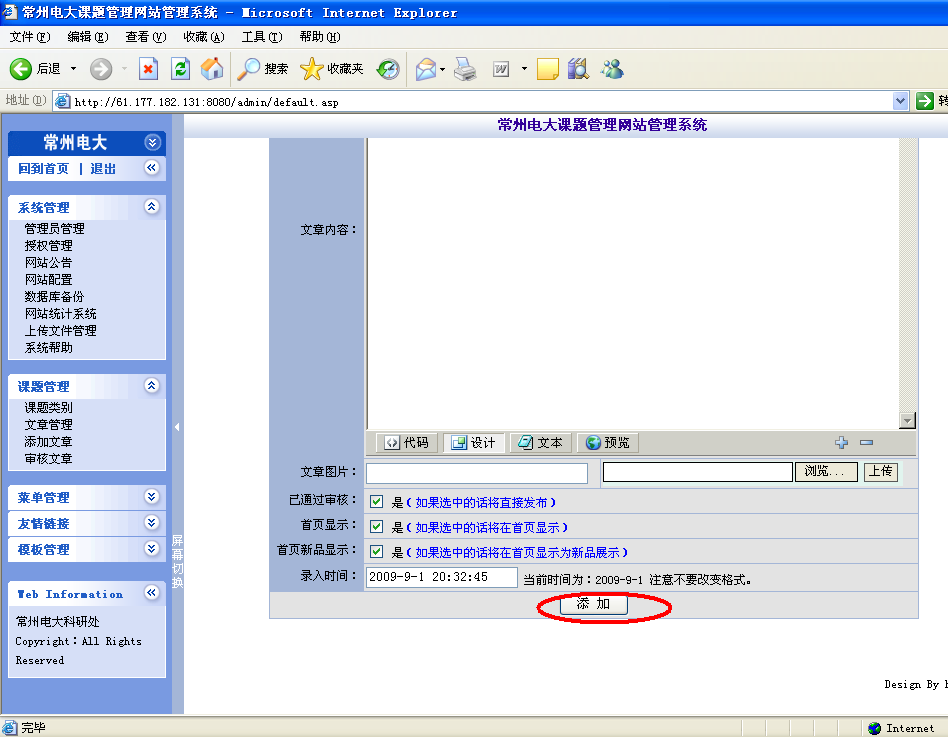 常州电大课题管理网站管理系统 - Microsoft Internet Explorer
文件(F) 编辑(E) 查看(V) 收藏(A) 工具(T) 帮助(H)
后退 搜索 收藏夹
地址(D) http://61.177.182.131:8080/admin/default.asp 转
常州电大课题管理网站管理系统
常州电大
回到首页 | 退出
系统管理
管理员管理
授权管理
网站公告
网站配置
数据库备份
网站统计系统
上传文件管理
系统帮助
课题管理
课题类别
文章管理
添加文章
审核文章
菜单管理
友情链接
模板管理
Web Information
常州电大科研处
Copyright:All Rights
Reserved
屏幕切换
文章内容：
代码 设计 文本 预览
文章图片： 浏览... 上传
已通过审核： 是(如果选中的话将直接发布)
首页显示： 是(如果选中的话将在首页显示)
首页新品显示： 是(如果选中的话将在首页显示为新品展示)
录入时间： 2009-9-1 20:32:45 当前时间为：2009-9-1 注意不要改变格式。
添 加
Design By
完毕 Internet